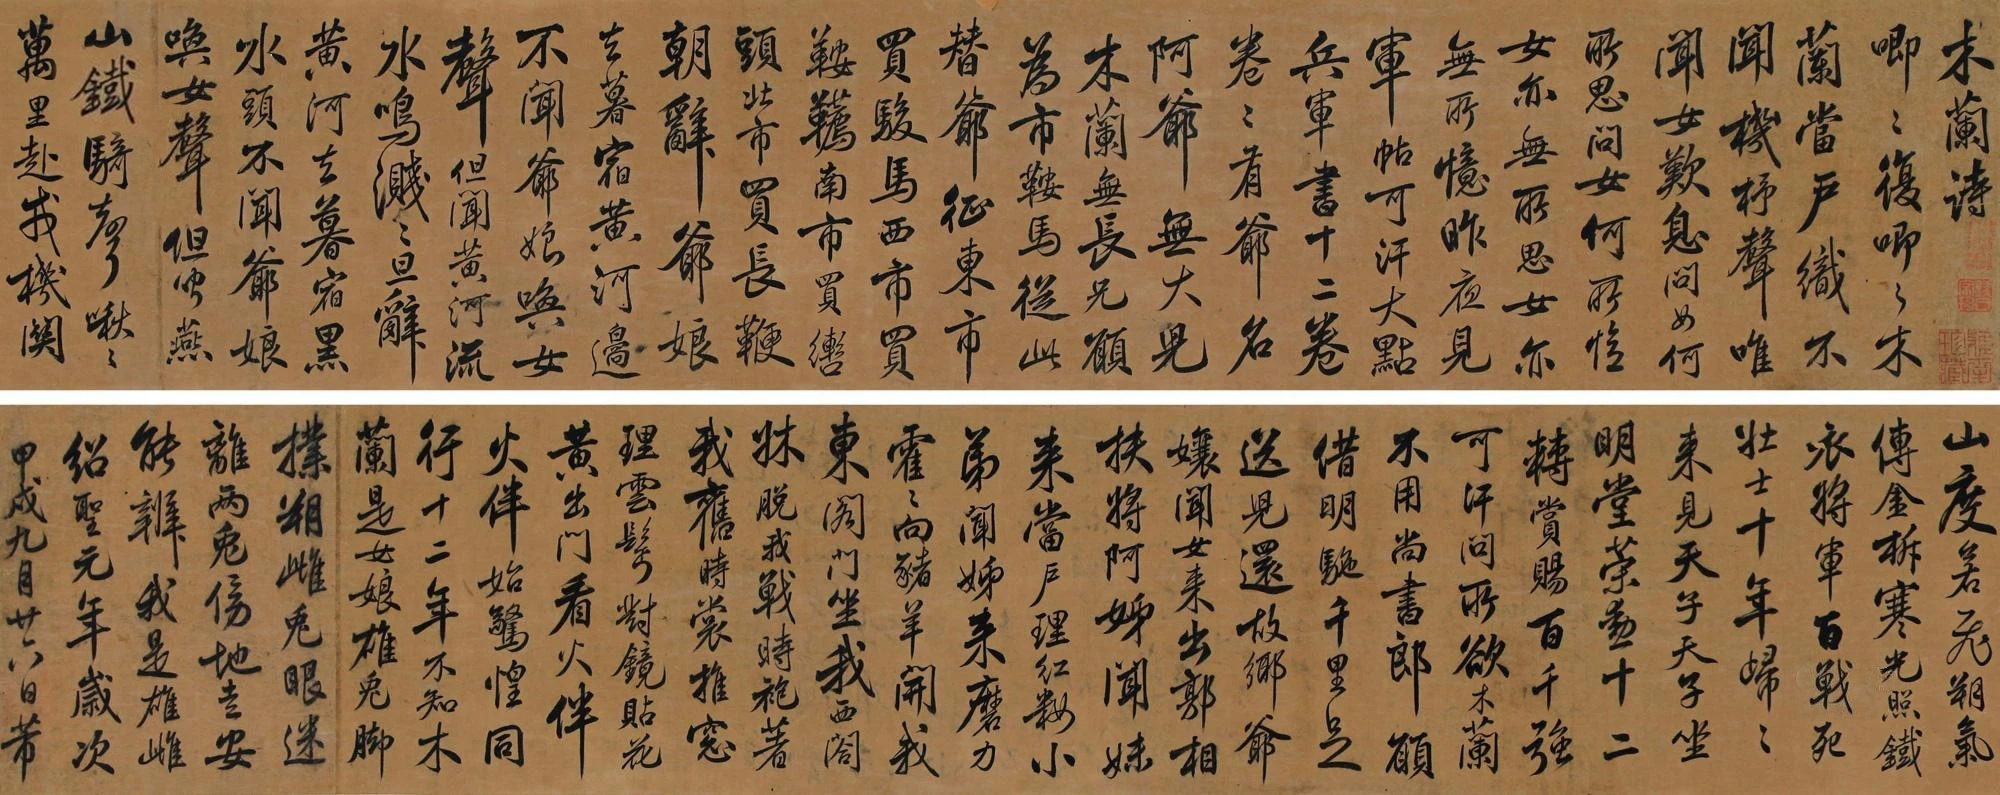 木蘭詩
唧〻復唧〻木
蘭當戶織不
聞機杼聲唯
聞女歎息問女何
所思問女何所憶
女亦無所思女亦
無所憶昨夜見
軍帖可汗大點
兵軍書十二卷
卷〻有爺名
阿爺無大兒
木蘭無長兄願
為市鞍馬從此
替爺征東市
買駿馬西市買
鞍韉南市買轡
頭北市買長鞭
朝辭爺娘
去暮宿黃河邊
不聞爺娘喚女
聲但聞黃河流
水鳴濺〻旦辭
黃河去暮宿黑
水頭不聞爺娘
喚女聲但聞燕
山鐵騎聲啾〻
萬里赴戎機関
山度若飛朔氣
傳金柝寒光照鐵
衣將軍百戰死
壯士十年歸〻
來見天子天子坐
明堂策勳十二
轉賞賜百千強
可汗問所欲木蘭
不用尚書郎願
借明駞千里足
送兒還故鄉爺
孃聞女来出郭相
扶將阿姊聞妹
来當戶理紅粧小
弟聞姊来磨刀
霍〻向豬羊開我
東閣門坐我西閣
牀脫我戰時袍著
我舊時裳推窓
理雲髩對鏡貼花
黃出門看火伴
火伴始驚惶同
行十二年不知木
蘭是女娘雄兔腳
撲朔雌兔眼迷
離兩兔傍地走安
能辨我是雄雌
紹聖元年歲次
甲戌九月廿六日芾